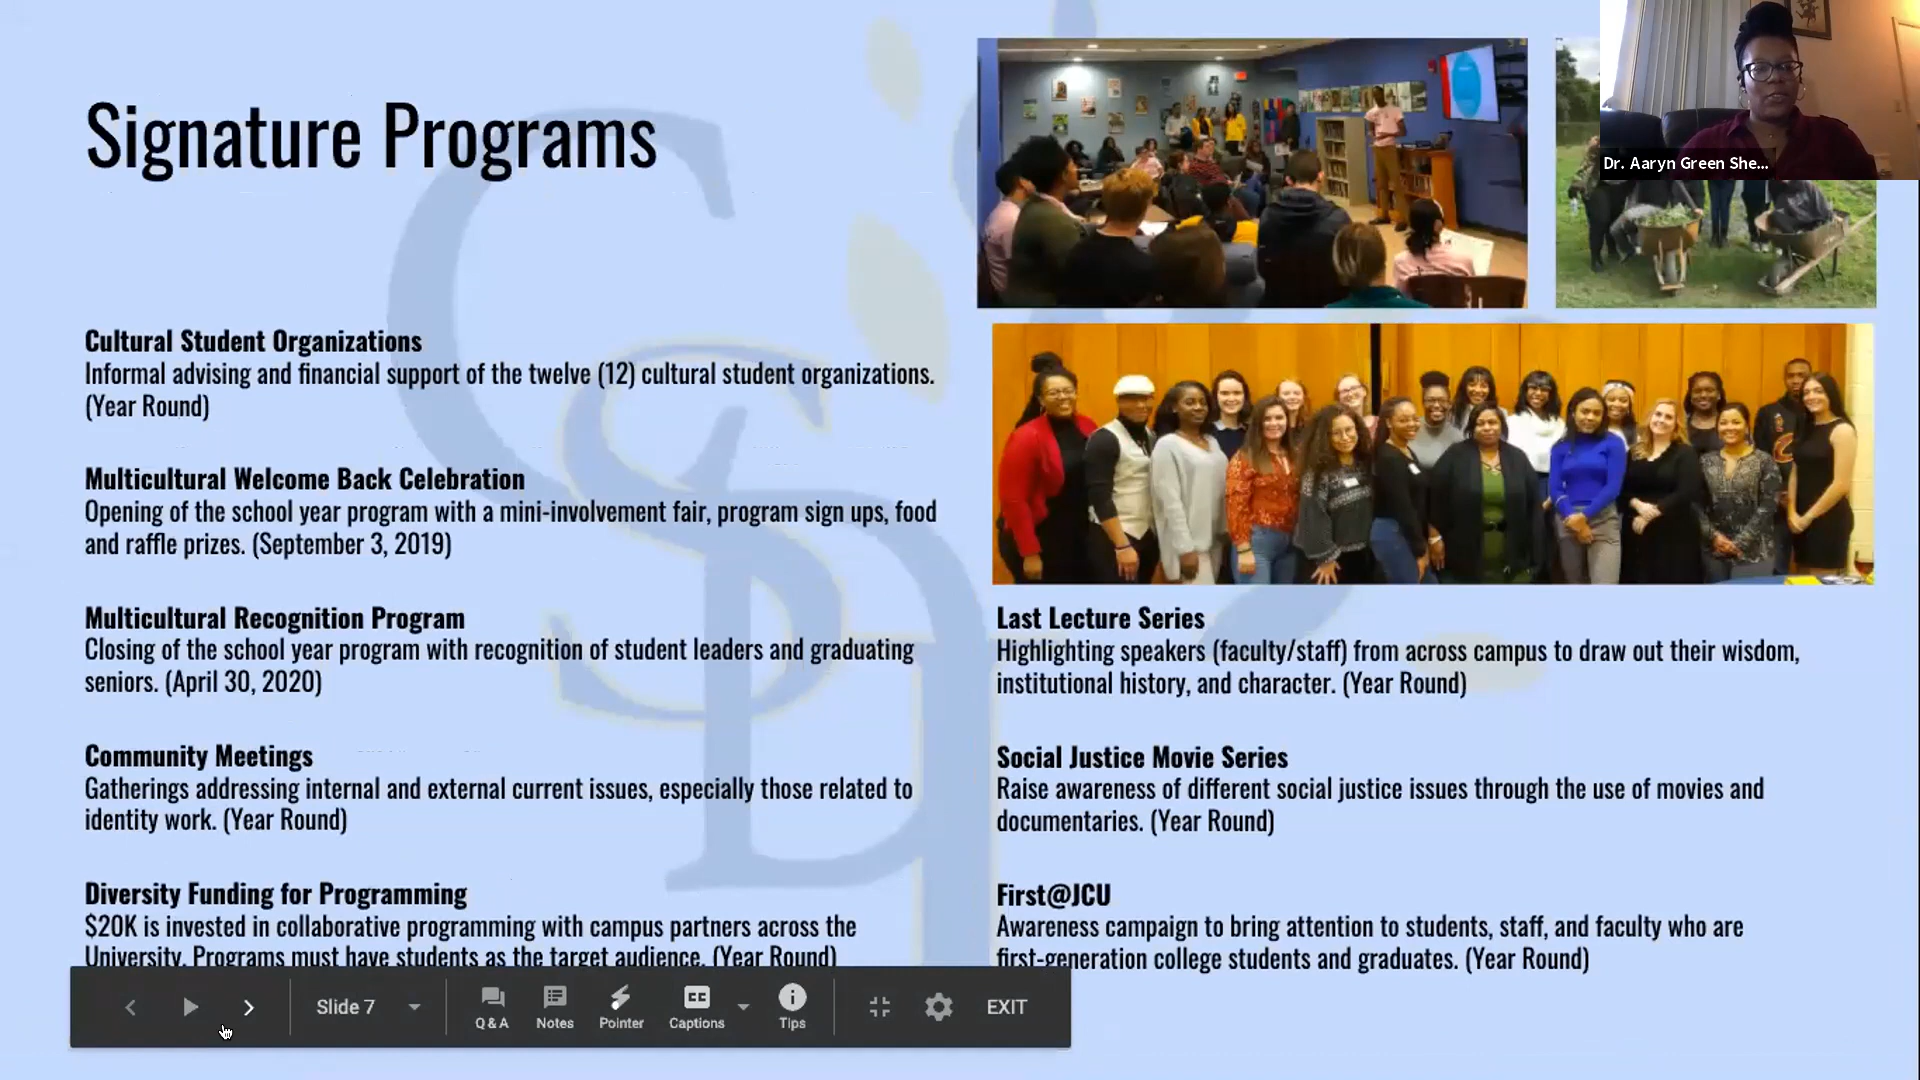 Signature Programs
Cultural Student Organizations
Informal advising and financial support of the twelve (12) cultural student organizations.
(Year Round)
Multicultural Welcome Back Celebration
Opening of the school year program with a mini-involvement fair, program sign ups, food
and raffle prizes. (September 3, 2019)
Multicultural Recognition Program
Closing of the school year program with recognition of student leaders and graduating
seniors. (April 30, 2020)
Community Meetings
Gatherings addressing internal and external current issues, especially those related to
identity work. (Year Round)
Diversity Funding for Programming
$20K is invested in collaborative programming with campus partners across the
University. Programs must have students as the target audience. (Year Round)
Dr. Aaryn Green She...
Last Lecture Series
Highlighting speakers (faculty/staff) from across campus to draw out their wisdom,
institutional history, and character. (Year Round)
Social Justice Movie Series
Raise awareness of different social justice issues through the use of movies and
documentaries. (Year Round)
First@JCU
Awareness campaign to bring attention to students, staff, and faculty who are
first-generation college students and graduates. (Year Round)
Slide 7
Q&A
Notes
Pointer
CC
Captions
Tips
EXIT